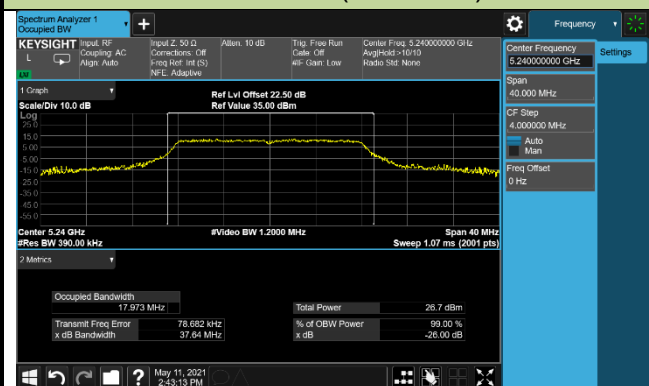 Spectrum Analyzer 1
Occupied BW
+
Frequency
KEYSIGHT
L
LXI
Input: RF
Coupling: AC
Align: Auto
Input Z: 50 Ω
Corrections: Off
Freq Ref: Int (S)
NFE: Adaptive
Atten: 10 dB
Trig: Free Run
Gate: Off
#IF Gain: Low
Center Freq: 5.240000000 GHz
Avg|Hold:>10/10
Radio Std: None
Center Frequency
5.240000000 GHz
Settings
Span
40.000 MHz
CF Step
4.000000 MHz
Auto
Man
Freq Offset
0 Hz
1 Graph
Scale/Div 10.0 dB
Ref Lvl Offset 22.50 dB
Ref Value 35.00 dBm
Log
25.0
15.0
5.00
-5.00
-15.0
-25.0
-35.0
-45.0
-55.0
Center 5.24 GHz
#Res BW 390.00 kHz
#Video BW 1.2000 MHz
Span 40 MHz
Sweep 1.07 ms (2001 pts)
2 Metrics
Occupied Bandwidth
17.973 MHz
Total Power 26.7 dBm
Transmit Freq Error 78.682 kHz
% of OBW Power 99.00 %
x dB Bandwidth 37.64 MHz
x dB -26.00 dB
?
May 11, 2021
2:43:13 PM